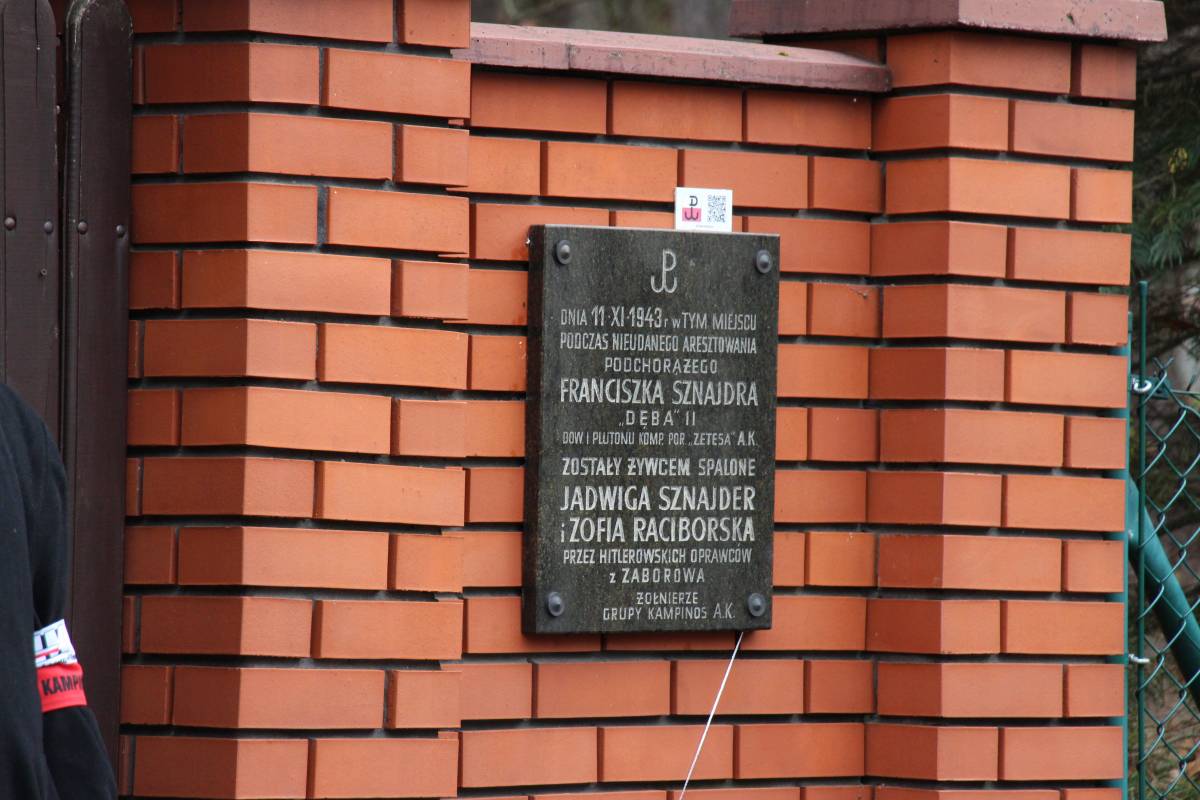 DNIA 11·XI·1943 r W TYM MIEJSCU
PODCZAS NIEUDANEGO ARESZTOWANIA
PODCHORĄŻEGO
FRANCISZKA SZNAJDRA
„DĘBA” II
DOW I PLUTONU KOMP. POR. „ZETESA” A.K.
ZOSTAŁY ŻYWCEM SPALONE
JADWIGA SZNAJDER
i ZOFIA RACIBORSKA
PRZEZ HITLEROWSKICH OPRAWCÓW
z ZABOROWA
ŻOŁNIERZE
GRUPY KAMPINOS A.K.